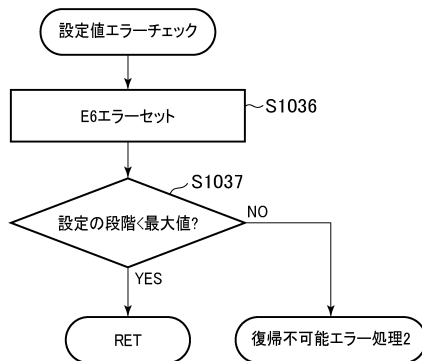 設定値エラーチェック
E6エラーセット
S1036
S1037
設定の段階<最大値?
NO
YES
RET
復帰不可能エラー処理2